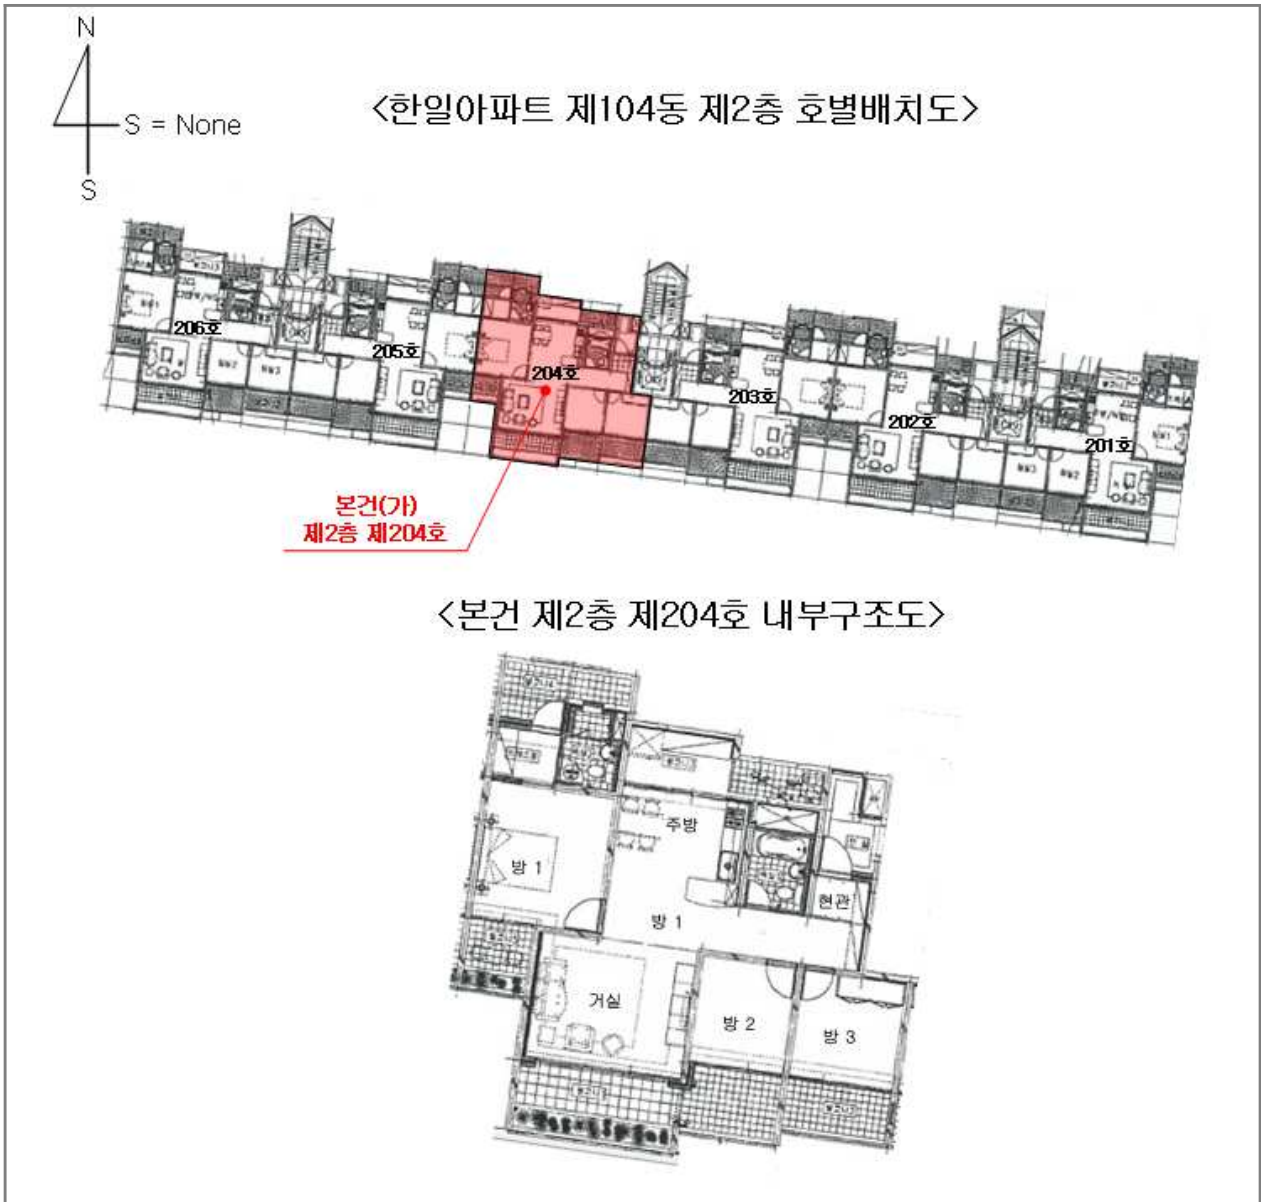 N
S = None
S
<한일아파트 제104동 제2층 호별배치도>
206호
205호
204호
203호
202호
201호
본건(가)
제2층 제204호
<본건 제2층 제204호 내부구조도>
주방
방 1
현관
방 1
거실
방 2
방 3